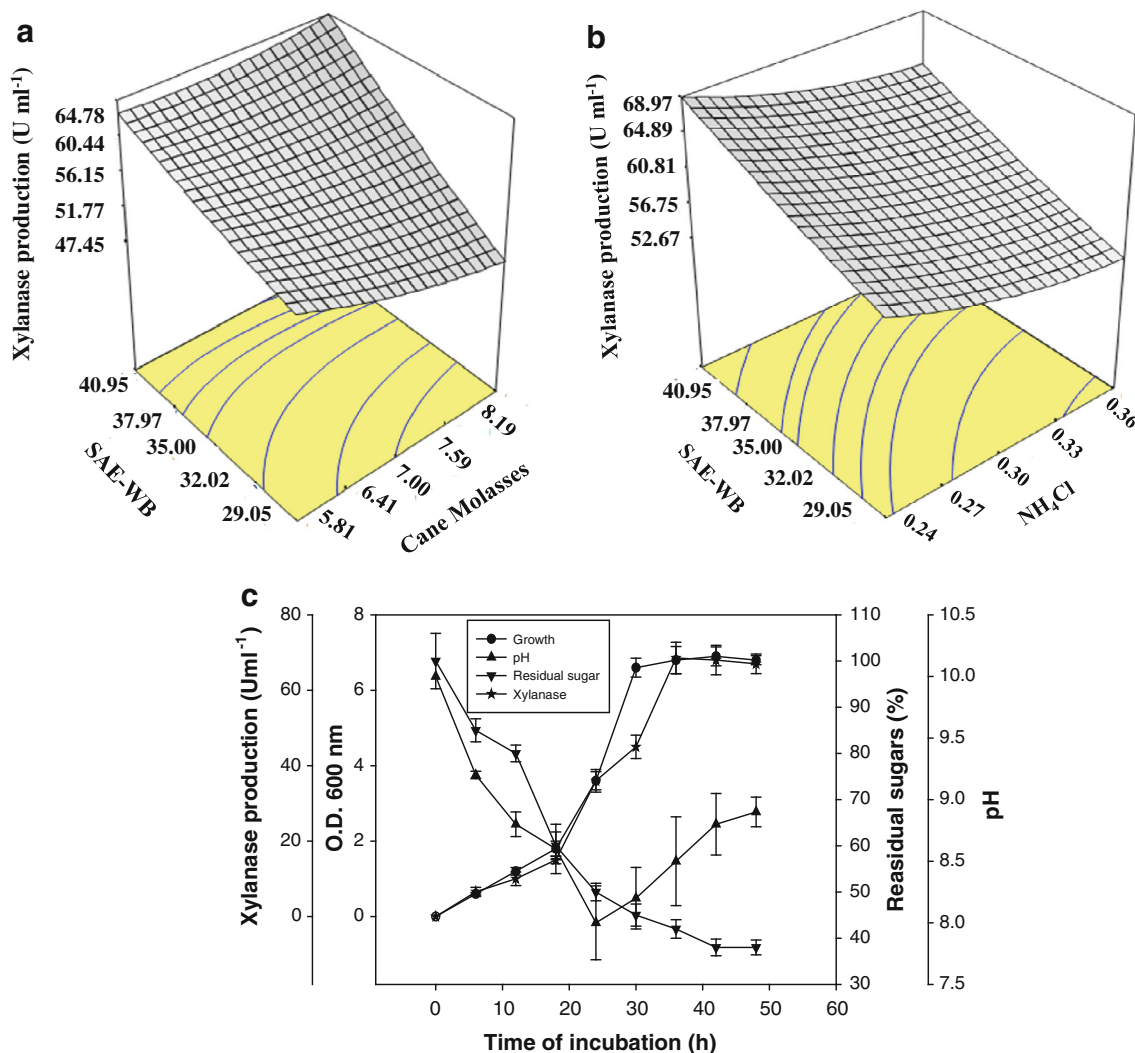 a
Xylanase production (U ml-1)
64.78
60.44
56.15
51.77
47.45
40.95
37.97
35.00
32.02
29.05
SAE-WB
5.81
6.41
7.00
7.59
8.19
Cane Molasses
b
Xylanase production (U ml-1)
68.97
64.89
60.81
56.75
52.67
40.95
37.97
35.00
32.02
29.05
SAE-WB
0.24
0.27
0.30
0.33
0.36
NH4Cl
c
Xylanase production (Uml-1)
80
60
40
20
0
O.D. 600 nm
8
6
4
2
0
Growth
pH
Residual sugar
Xylanase
110
100
90
80
70
60
50
40
30
Reasidual sugars (%)
10.5
10.0
9.5
9.0
8.5
8.0
7.5
pH
0 10 20 30 40 50 60
Time of incubation (h)